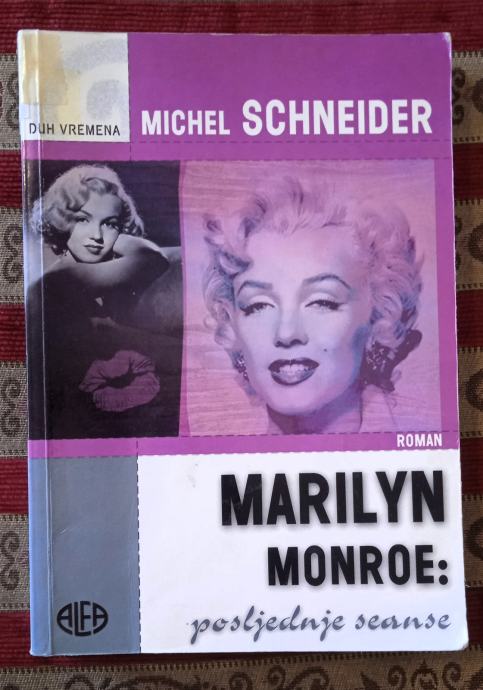 DUH VREMENA
MICHEL SCHNEIDER
ROMAN
MARILYN
MONROE:
posljednje seanse
ALFA